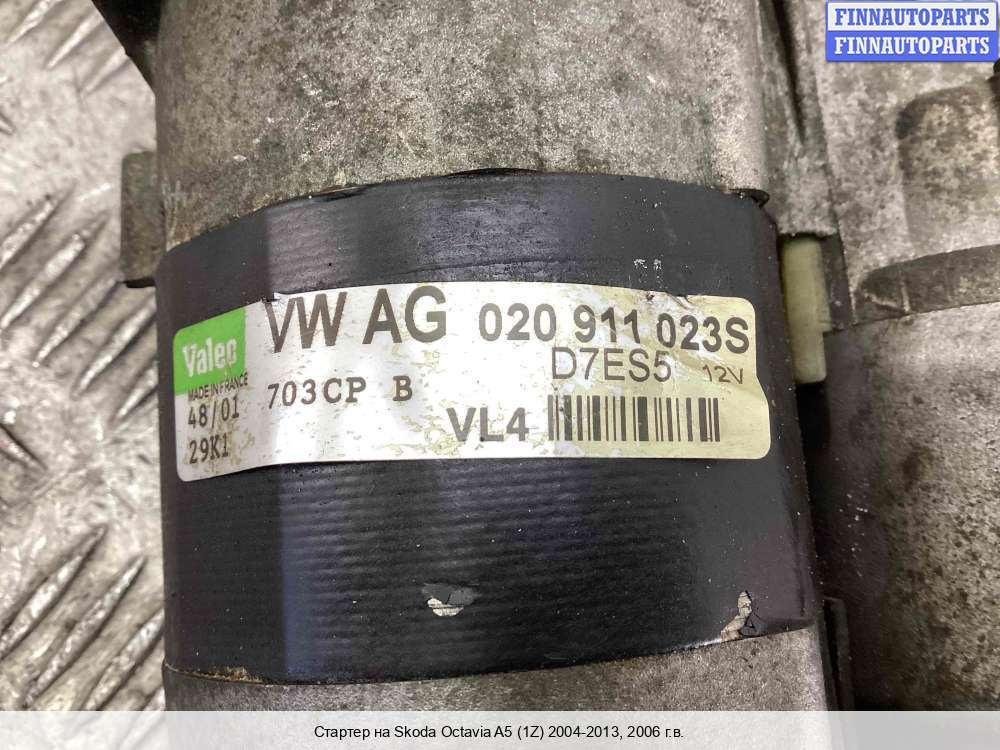 FINNAUTOPARTS
FINNAUTOPARTS
VW AG 020 911 023S
Valeo
MADE IN FRANCE
703CP B
D7ES5 12V
48/01
29K1
VL4
Стартер на Skoda Octavia A5 (1Z) 2004-2013, 2006 г.в.